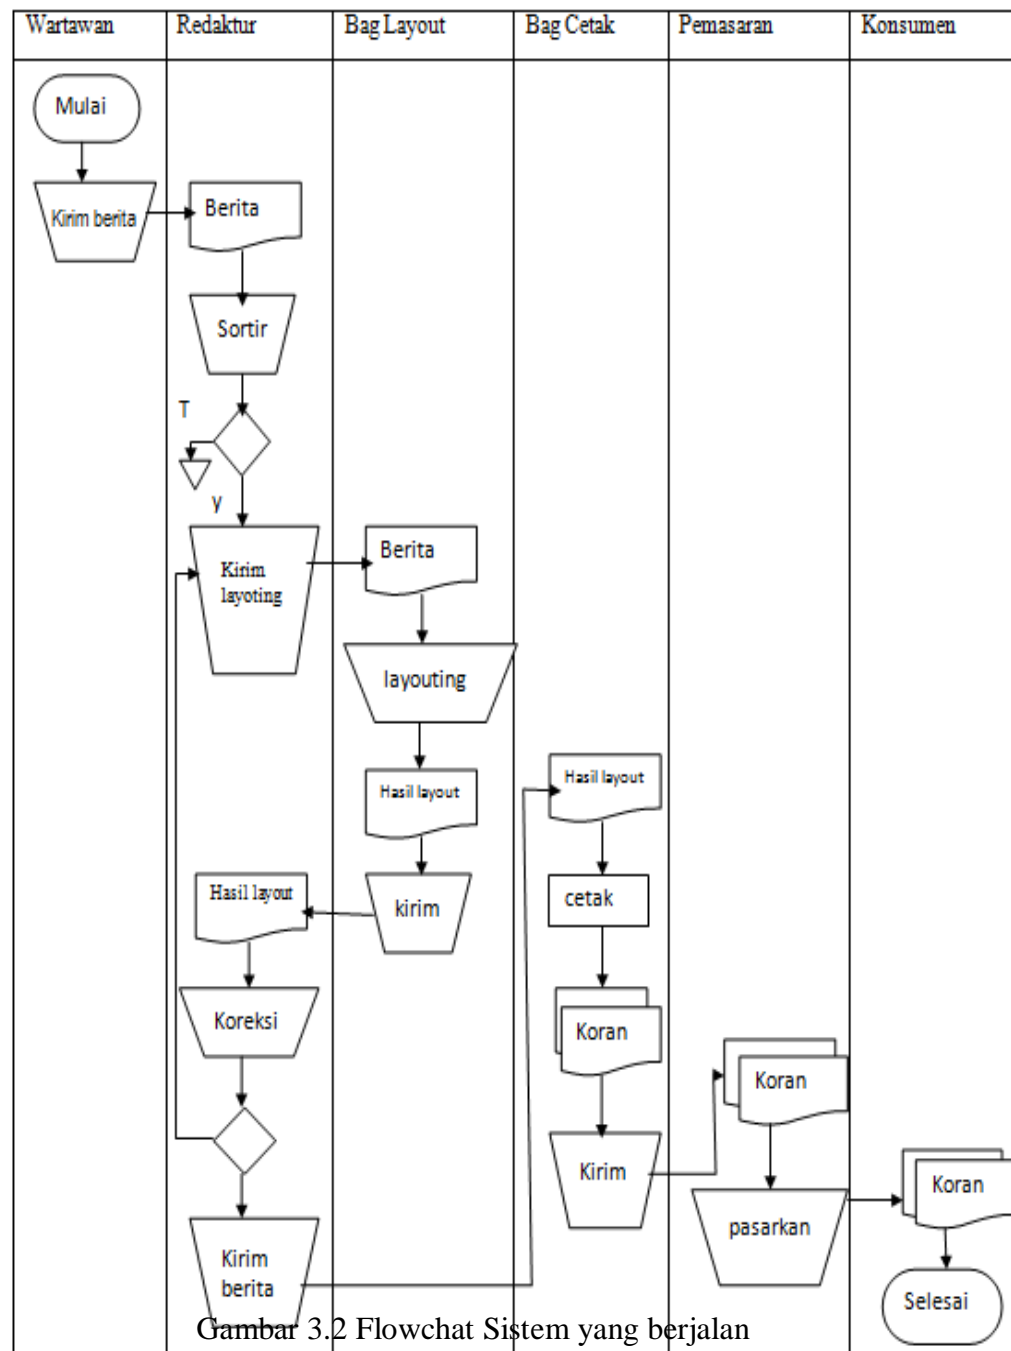 Wartawan
Redaktur
Bag Layout
Bag Cetak
Pemasaran
Konsumen
Mulai
Kirim berita
Berita
Sortir
T
y
Kirim
layoting
Berita
layouting
Hasil layout
kirim
Hasil layout
Koreksi
Kirim
berita
Hasil layout
cetak
Koran
Kirim
Koran
pasarkan
Koran
Selesai
Gambar 3.2 Flowchat Sistem yang berjalan